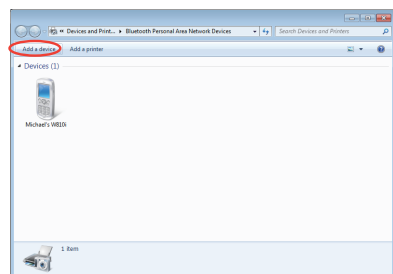 « Devices and Print... ▸ Bluetooth Personal Area Network Devices
Search Devices and Printers
Add a device
Add a printer
Devices (1)
Michael's W810i
1 item